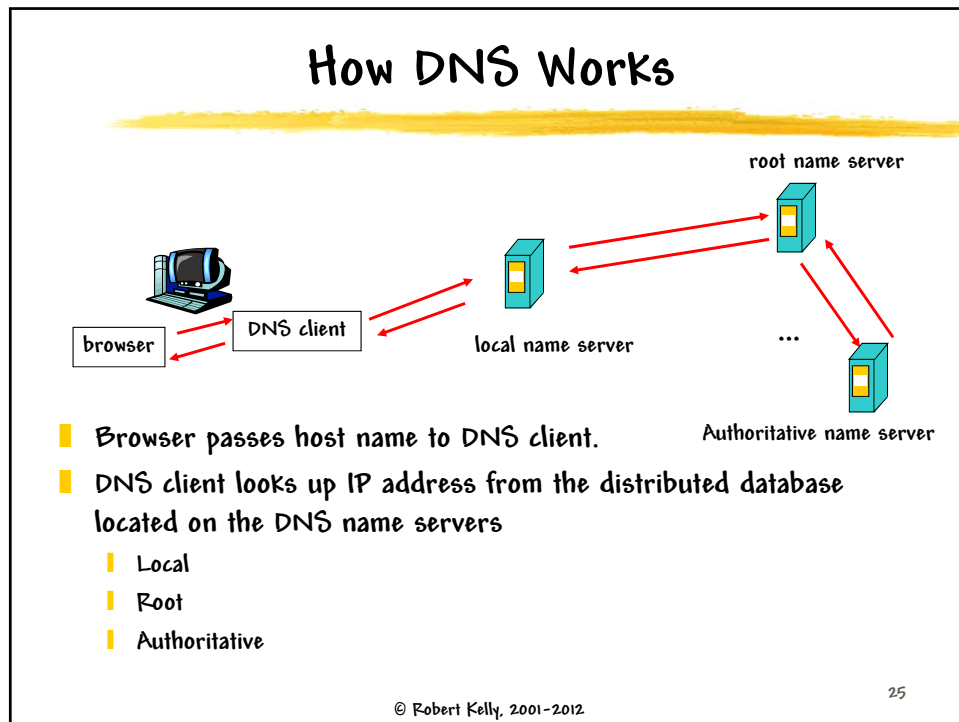 How DNS Works
root name server
browser
DNS client
local name server
...
Authoritative name server
Browser passes host name to DNS client.
DNS client looks up IP address from the distributed database
located on the DNS name servers
Local
Root
Authoritative
25
© Robert Kelly, 2001-2012